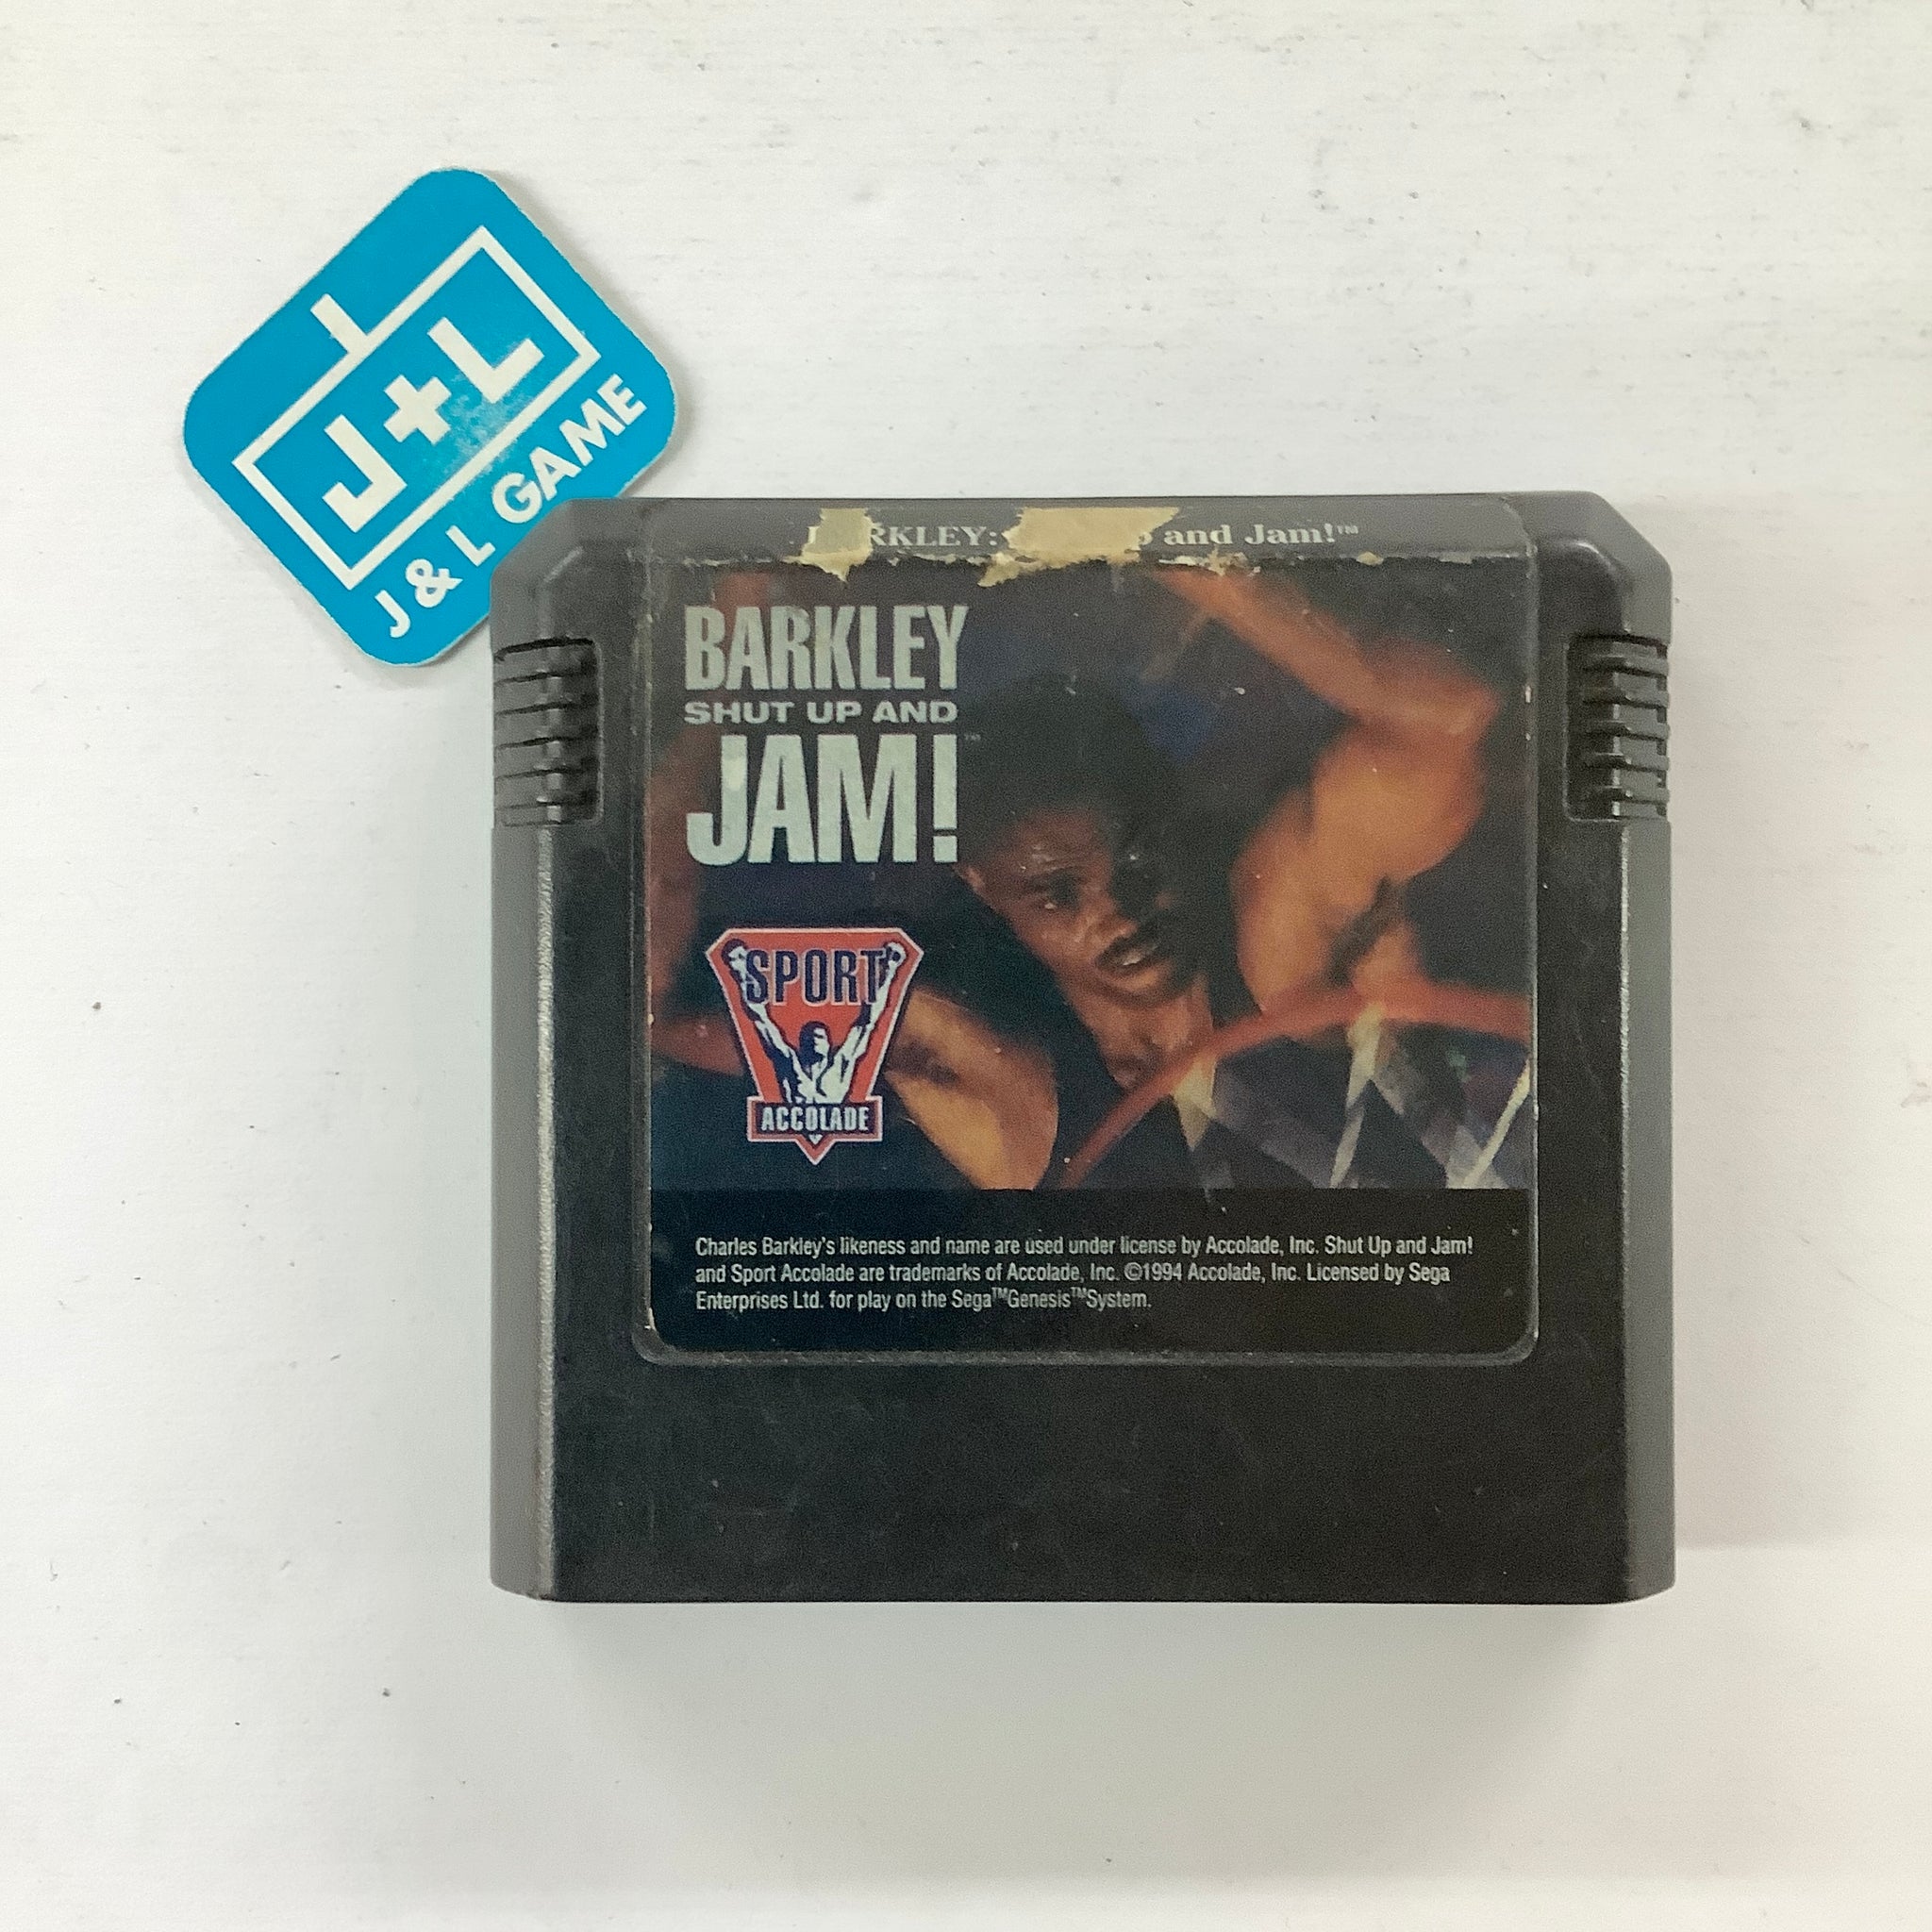 J+L
J & L GAME
RKLEY: and Jam!™
BARKLEY
SHUT UP AND
JAM!™
SPORT
ACCOLADE
Charles Barkley's likeness and name are used under license by Accolade, Inc. Shut Up and Jam!
and Sport Accolade are trademarks of Accolade, Inc. ©1994 Accolade, Inc. Licensed by Sega
Enterprises Ltd. for play on the Sega™Genesis™System.